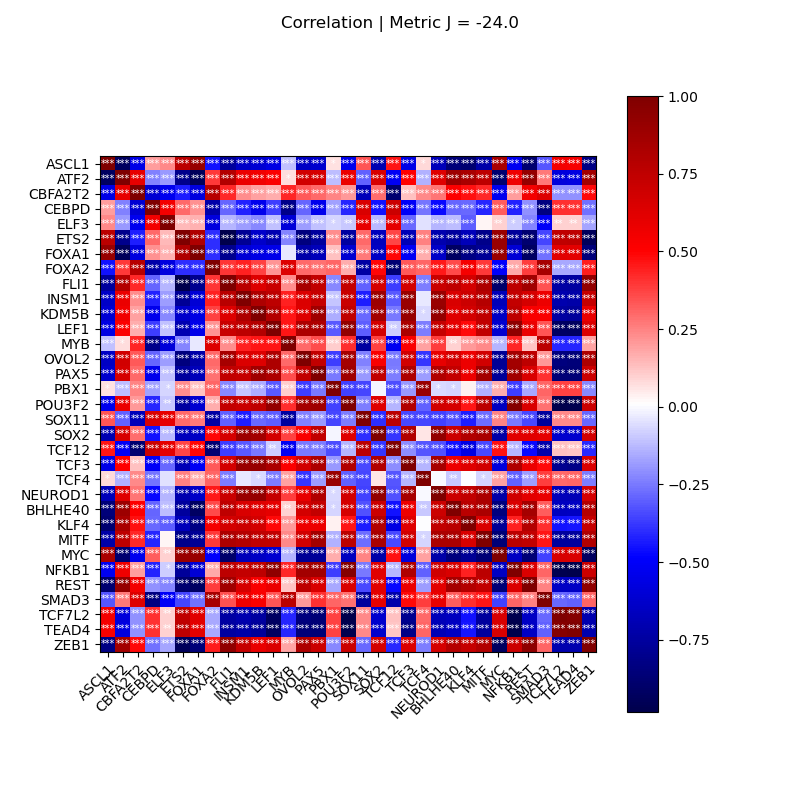 Correlation | Metric J = -24.0
ASCL1
ATF2
CBFA2T2
CEBPD
ELF3
ETS2
FOXA1
FOXA2
FLI1
INSM1
KDM5B
LEF1
MYB
OVOL2
PAX5
PBX1
POU3F2
SOX11
SOX2
TCF12
TCF3
TCF4
NEUROD1
BHLHE40
KLF4
MITF
MYC
NFKB1
REST
SMAD3
TCF7L2
TEAD4
ZEB1
ASCL1
ATF2
CBFA2T2
CEBPD
ELF3
ETS2
FOXA1
FOXA2
FLI1
INSM1
KDM5B
LEF1
MYB
OVOL2
PAX5
PBX1
POU3F2
SOX11
SOX2
TCF12
TCF3
TCF4
NEUROD1
BHLHE40
KLF4
MITF
MYC
NFKB1
REST
SMAD3
TCF7L2
TEAD4
ZEB1
1.00
0.75
0.50
0.25
0.00
−0.25
−0.50
−0.75